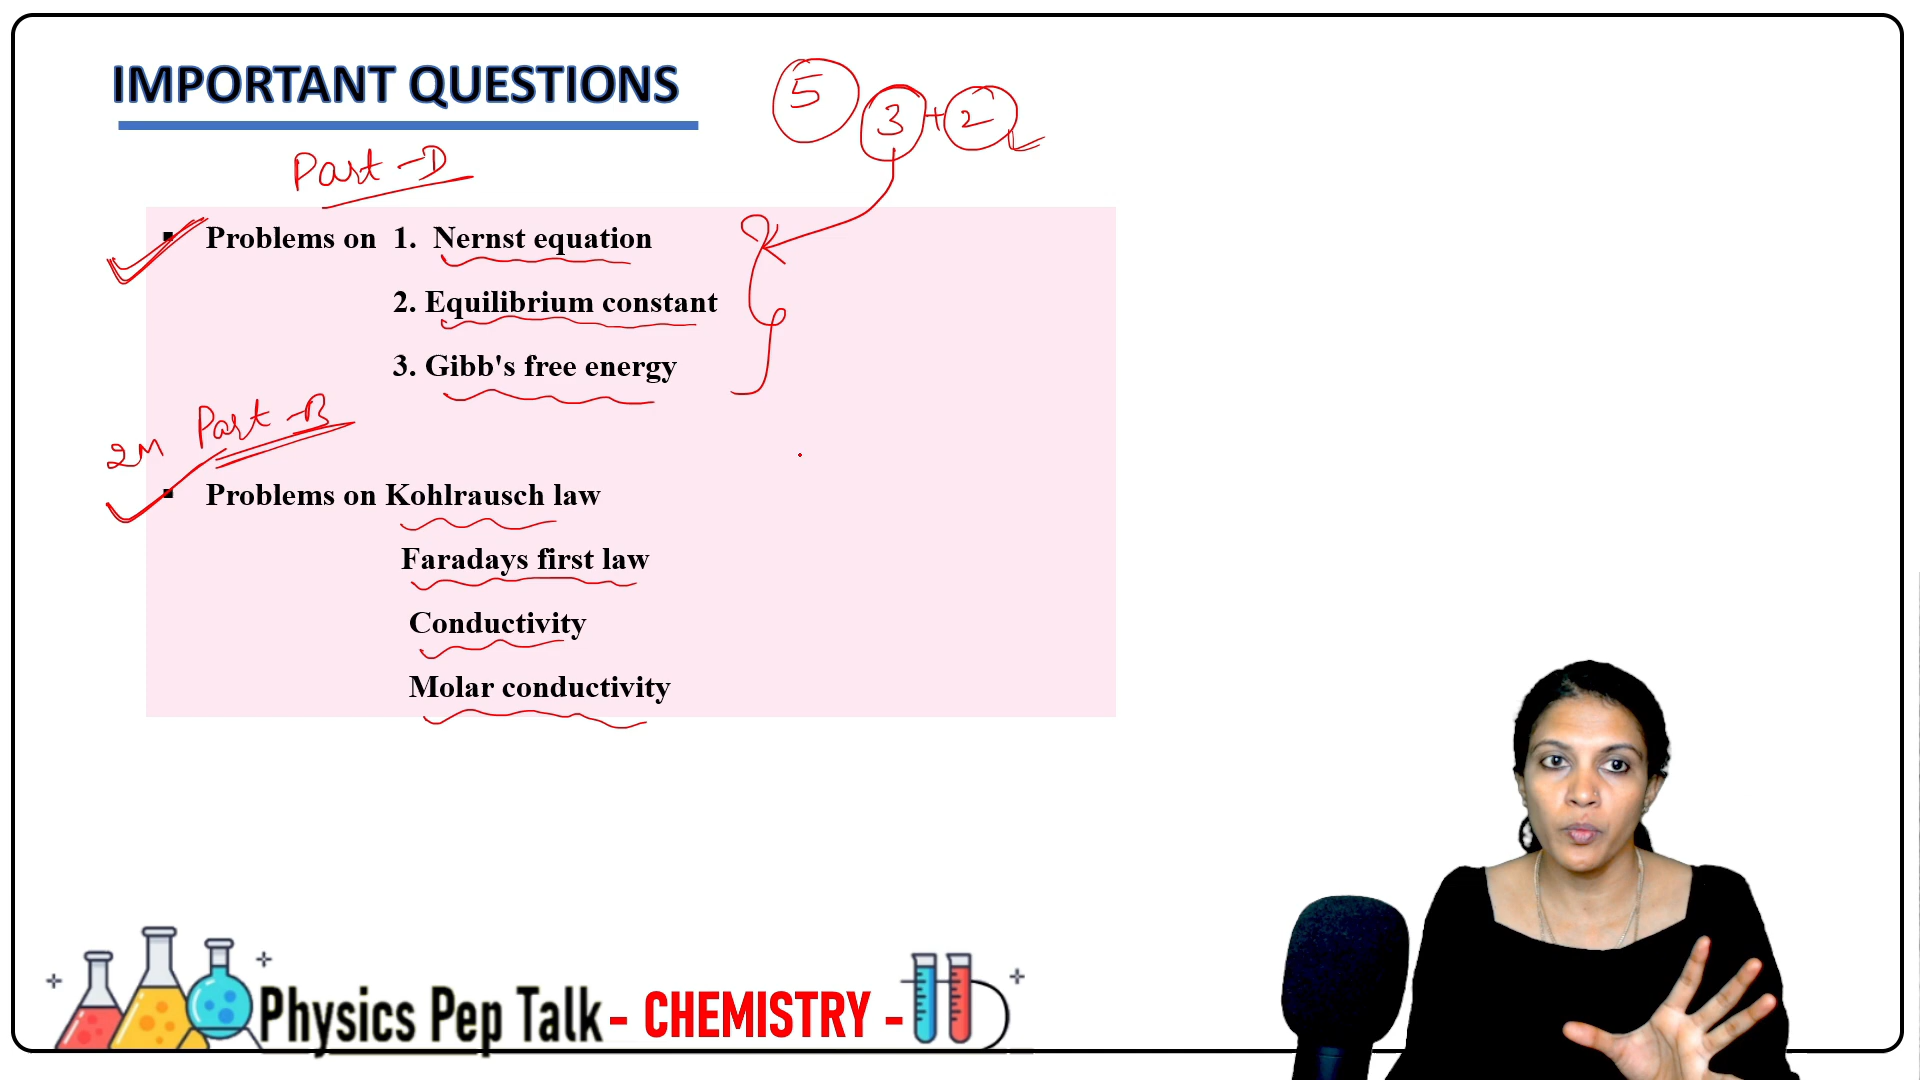 IMPORTANT QUESTIONS
5 3 + 2
Part - D
Problems on 1. Nernst equation
2. Equilibrium constant
3. Gibb's free energy
2M Part - B
Problems on Kohlrausch law
Faradays first law
Conductivity
Molar conductivity
Physics Pep Talk - CHEMISTRY -